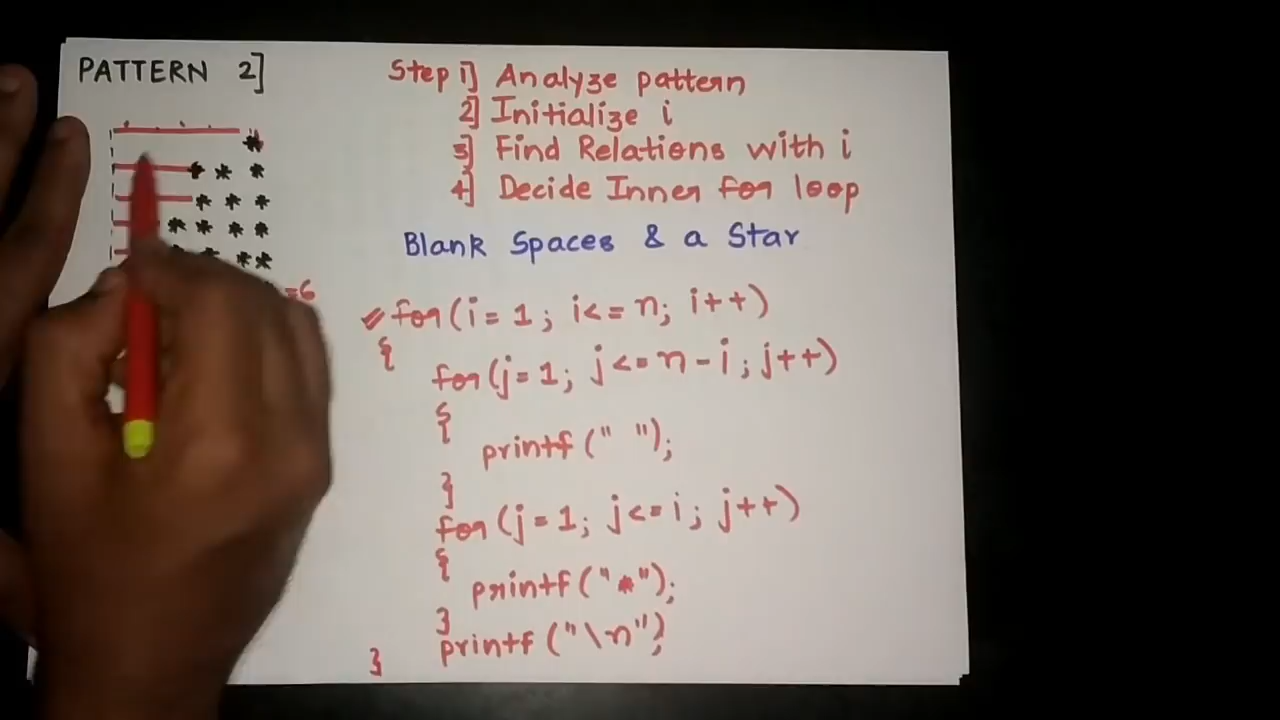 PATTERN 2]
*
* * *
* * *
* * * *
* * * *
=6
Step 1] Analyze pattern
2] Initialize i
3] Find Relations with i
4] Decide Inner for loop
Blank Spaces & a Star
for(i=1; i<=n; i++)
{
for(j=1; j<=n-i; j++)
{
printf(" ");
}
for(j=1; j<=i; j++)
{
printf("*");
}
printf("\n");
}